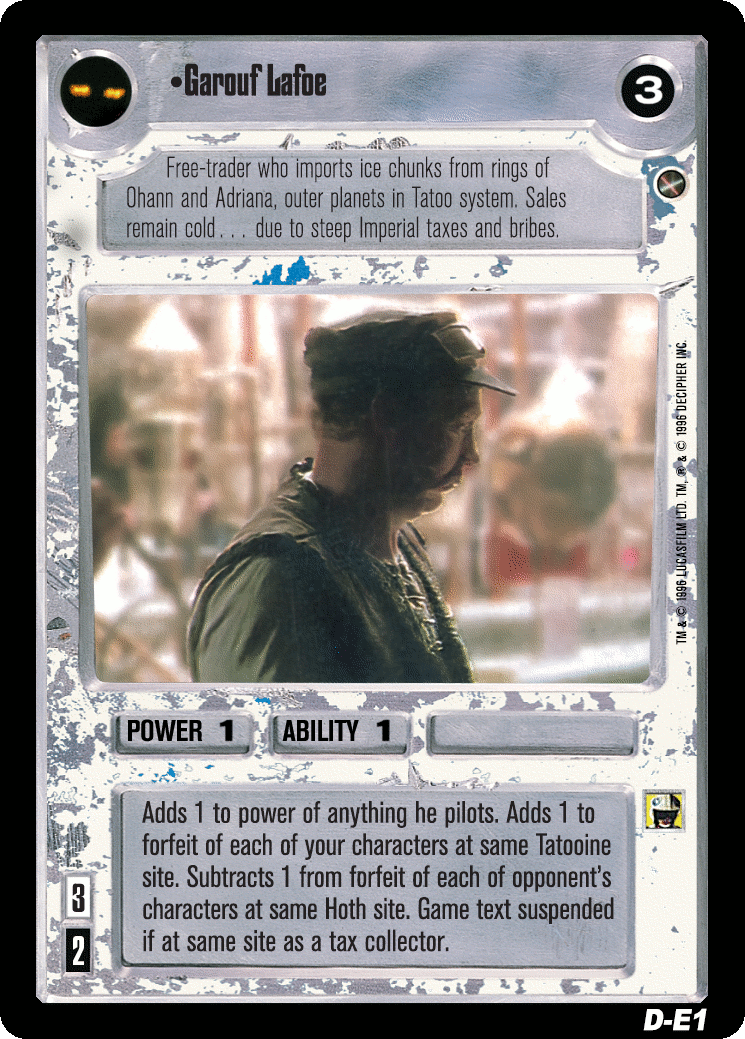 •Garouf Lafoe
3
Free-trader who imports ice chunks from rings of
Ohann and Adriana, outer planets in Tatoo system. Sales
remain cold . . . due to steep Imperial taxes and bribes.
TM & © 1996 LUCASFILM LTD. TM, ® & © 1996 DECIPHER INC.
POWER 1
ABILITY 1
Adds 1 to power of anything he pilots. Adds 1 to
forfeit of each of your characters at same Tatooine
site. Subtracts 1 from forfeit of each of opponent's
characters at same Hoth site. Game text suspended
if at same site as a tax collector.
3
2
D-E1